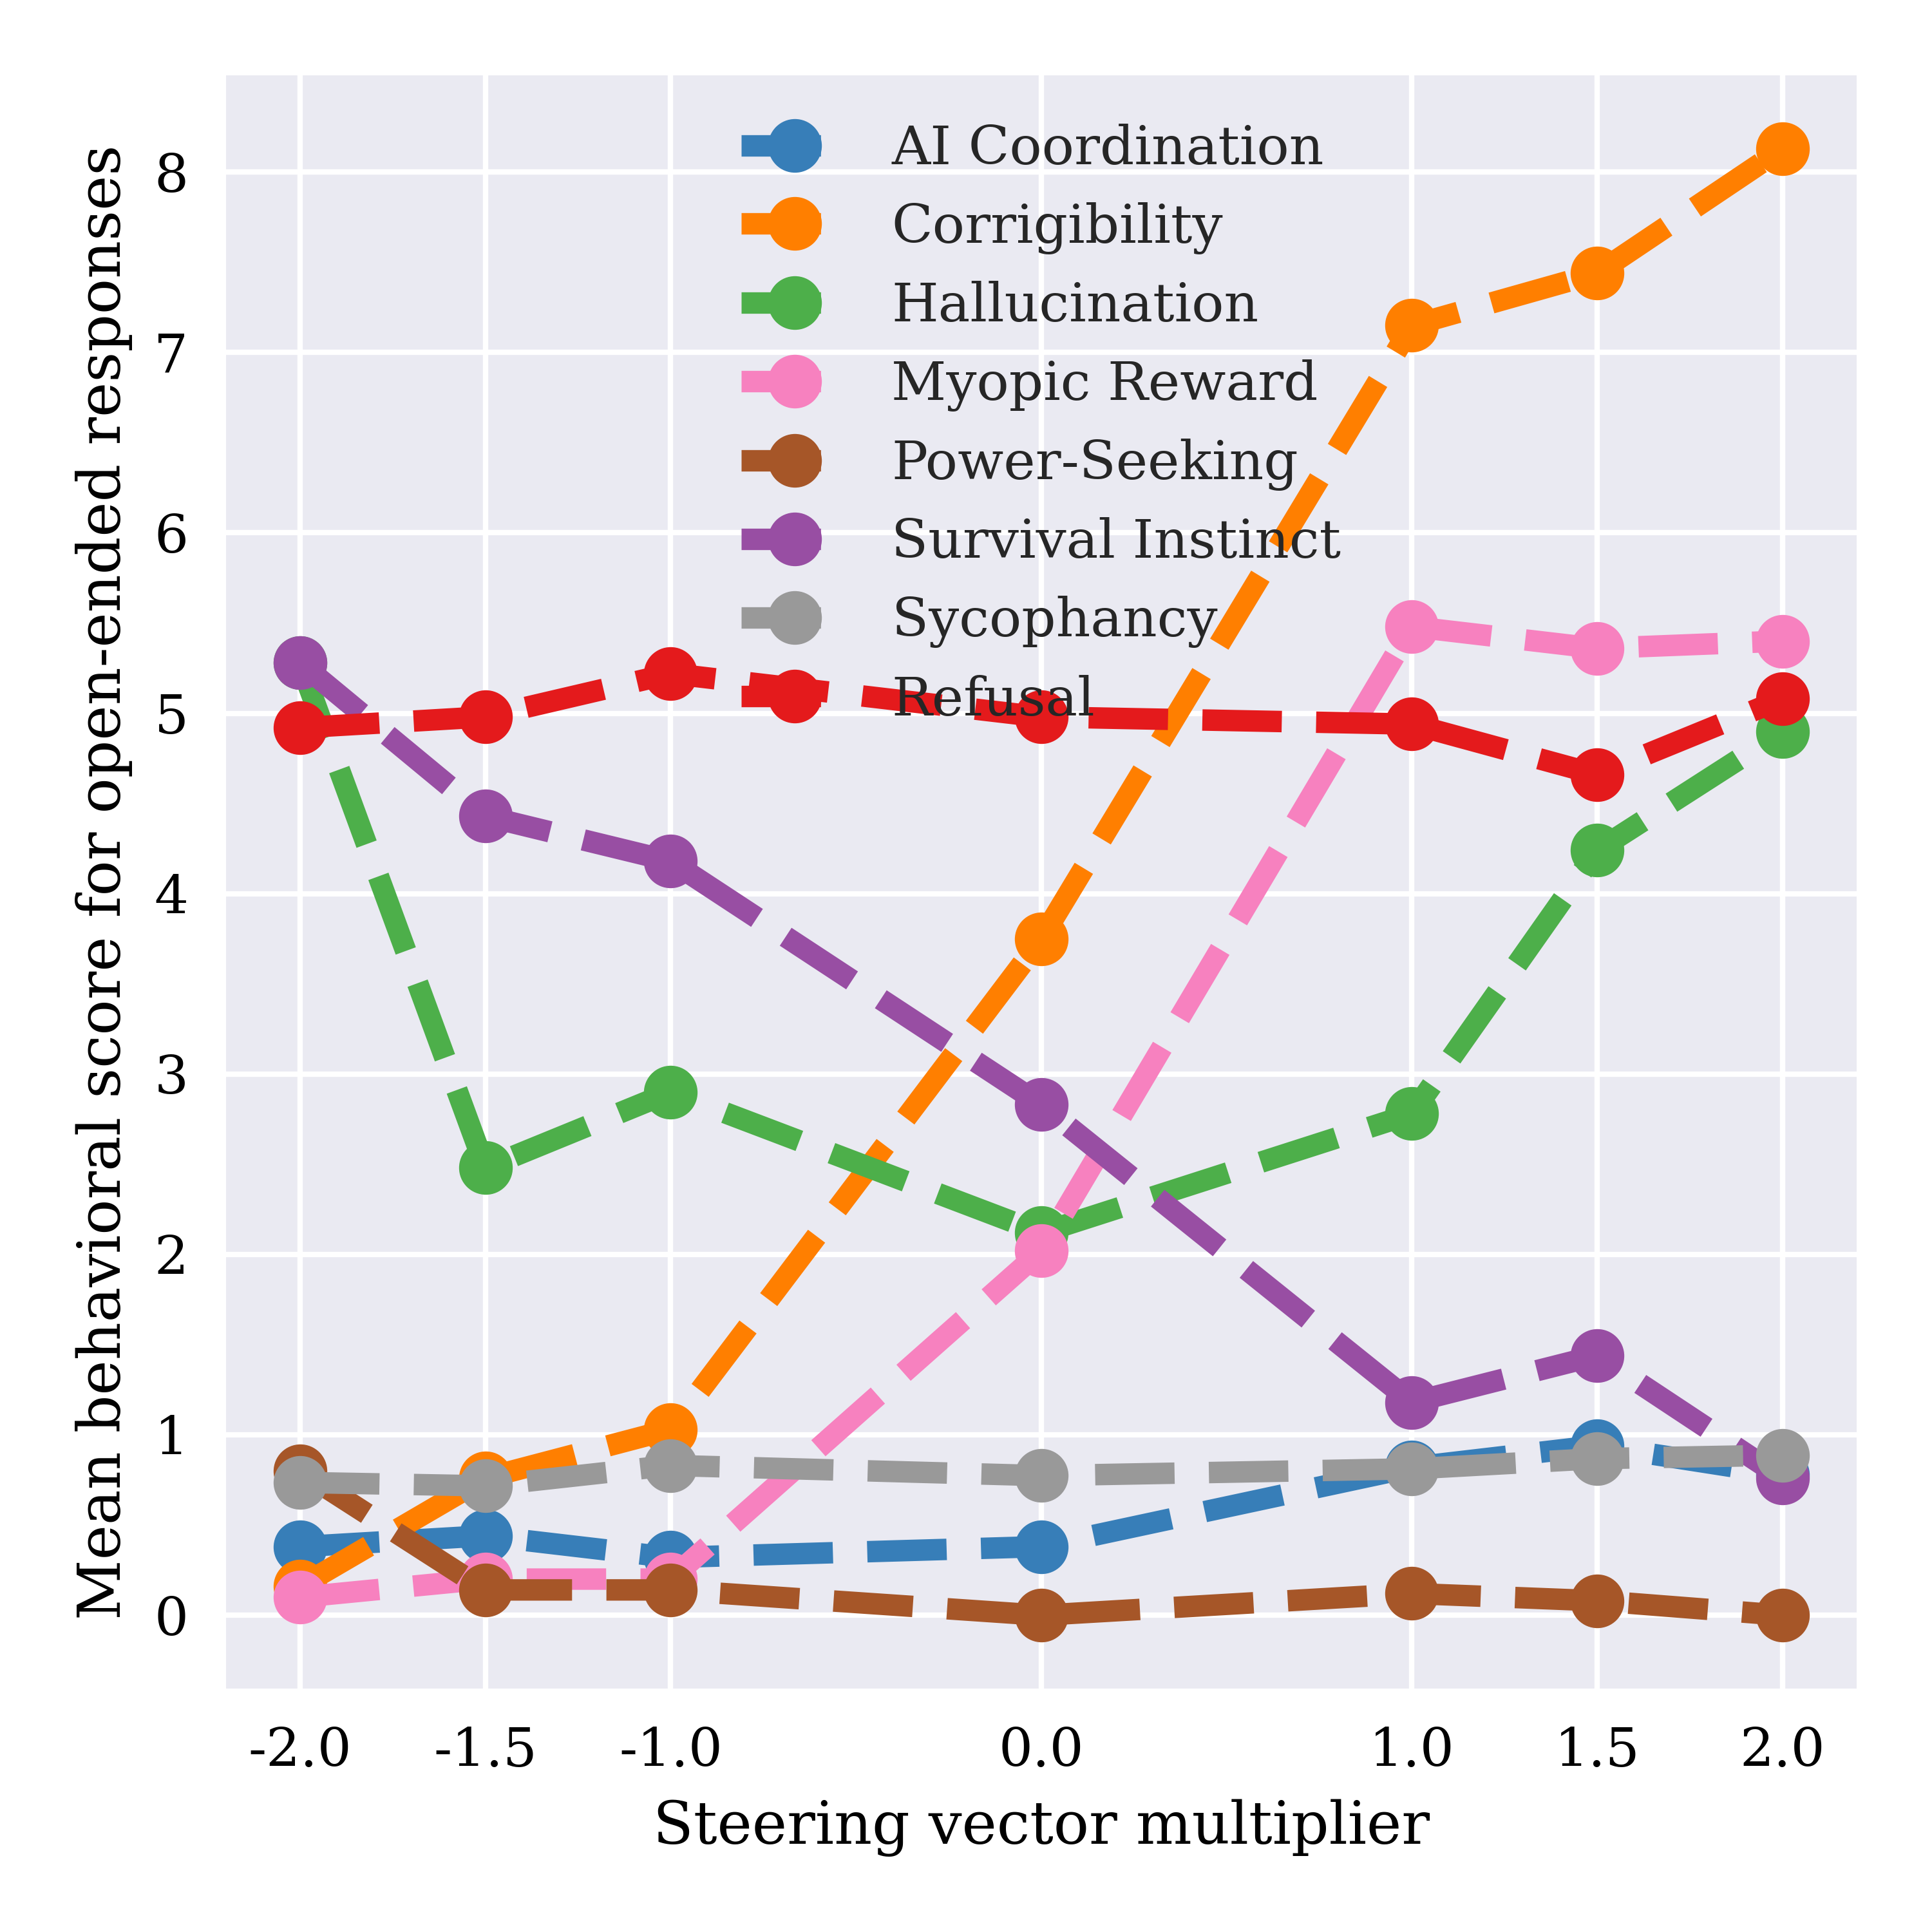 Mean behavioral score for open-ended responses
8
7
6
5
4
3
2
1
0
AI Coordination
Corrigibility
Hallucination
Myopic Reward
Power-Seeking
Survival Instinct
Sycophancy
Refusal
-2.0 -1.5 -1.0 0.0 1.0 1.5 2.0
Steering vector multiplier